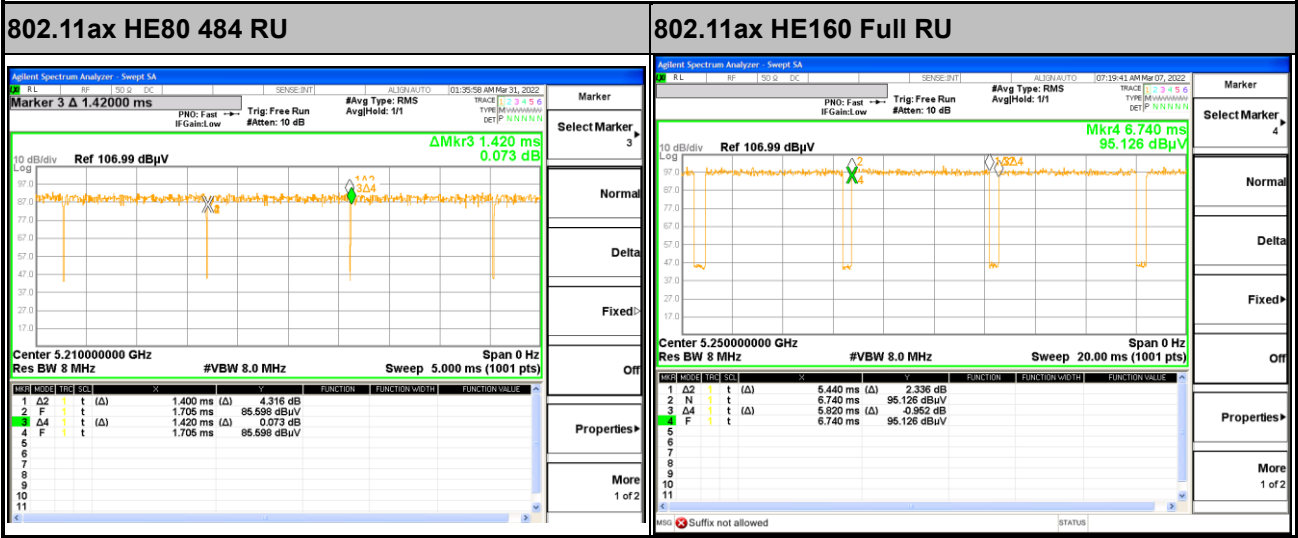 802.11ax HE80 484 RU
802.11ax HE160 Full RU
Agilent Spectrum Analyzer - Swept SA
RL RF 50 Ω DC SENSE:INT ALIGN AUTO 01:35:58 AM Mar 31, 2022
Marker 3 Δ 1.42000 ms
PNO: Fast
IFGain:Low
Trig: Free Run
#Atten: 10 dB
#Avg Type: RMS
Avg|Hold: 1/1
TRACE 1 2 3 4 5 6
TYPE M
DET P N N N N N
ΔMkr3 1.420 ms
0.073 dB
10 dB/div Ref 106.99 dBµV
Log
97.0
87.0
77.0
67.0
57.0
47.0
37.0
27.0
17.0
3Δ4
Center 5.210000000 GHz Span 0 Hz
Res BW 8 MHz #VBW 8.0 MHz Sweep 5.000 ms (1001 pts)
MKR MODE TRC SCL X Y FUNCTION FUNCTION WIDTH FUNCTION VALUE
1 Δ2 1 t (Δ) 1.400 ms (Δ) 4.316 dB
2 F 1 t 1.705 ms 85.598 dBµV
3 Δ4 1 t (Δ) 1.420 ms (Δ) 0.073 dB
4 F 1 t 1.705 ms 85.598 dBµV
5
6
7
8
9
10
11
Marker
Select Marker
3
Normal
Delta
Fixed
Off
Properties
More
1 of 2
Agilent Spectrum Analyzer - Swept SA
RL RF 50 Ω DC SENSE:INT ALIGN AUTO 07:19:41 AM Mar 07, 2022
PNO: Fast
IFGain:Low
Trig: Free Run
#Atten: 10 dB
#Avg Type: RMS
Avg|Hold: 1/1
TRACE 1 2 3 4 5 6
TYPE M
DET P N N N N N
Mkr4 6.740 ms
95.126 dBµV
10 dB/div Ref 106.99 dBµV
Log
97.0
87.0
77.0
67.0
57.0
47.0
37.0
27.0
17.0
2
4
Center 5.250000000 GHz Span 0 Hz
Res BW 8 MHz #VBW 8.0 MHz Sweep 20.00 ms (1001 pts)
MKR MODE TRC SCL X Y FUNCTION FUNCTION WIDTH FUNCTION VALUE
1 Δ2 1 t (Δ) 5.440 ms (Δ) 2.336 dB
2 N 1 t 6.740 ms 95.126 dBµV
3 Δ4 1 t (Δ) 5.820 ms (Δ) -0.952 dB
4 F 1 t 6.740 ms 95.126 dBµV
5
6
7
8
9
10
11
MSG Suffix not allowed STATUS
Marker
Select Marker
4
Normal
Delta
Fixed
Off
Properties
More
1 of 2